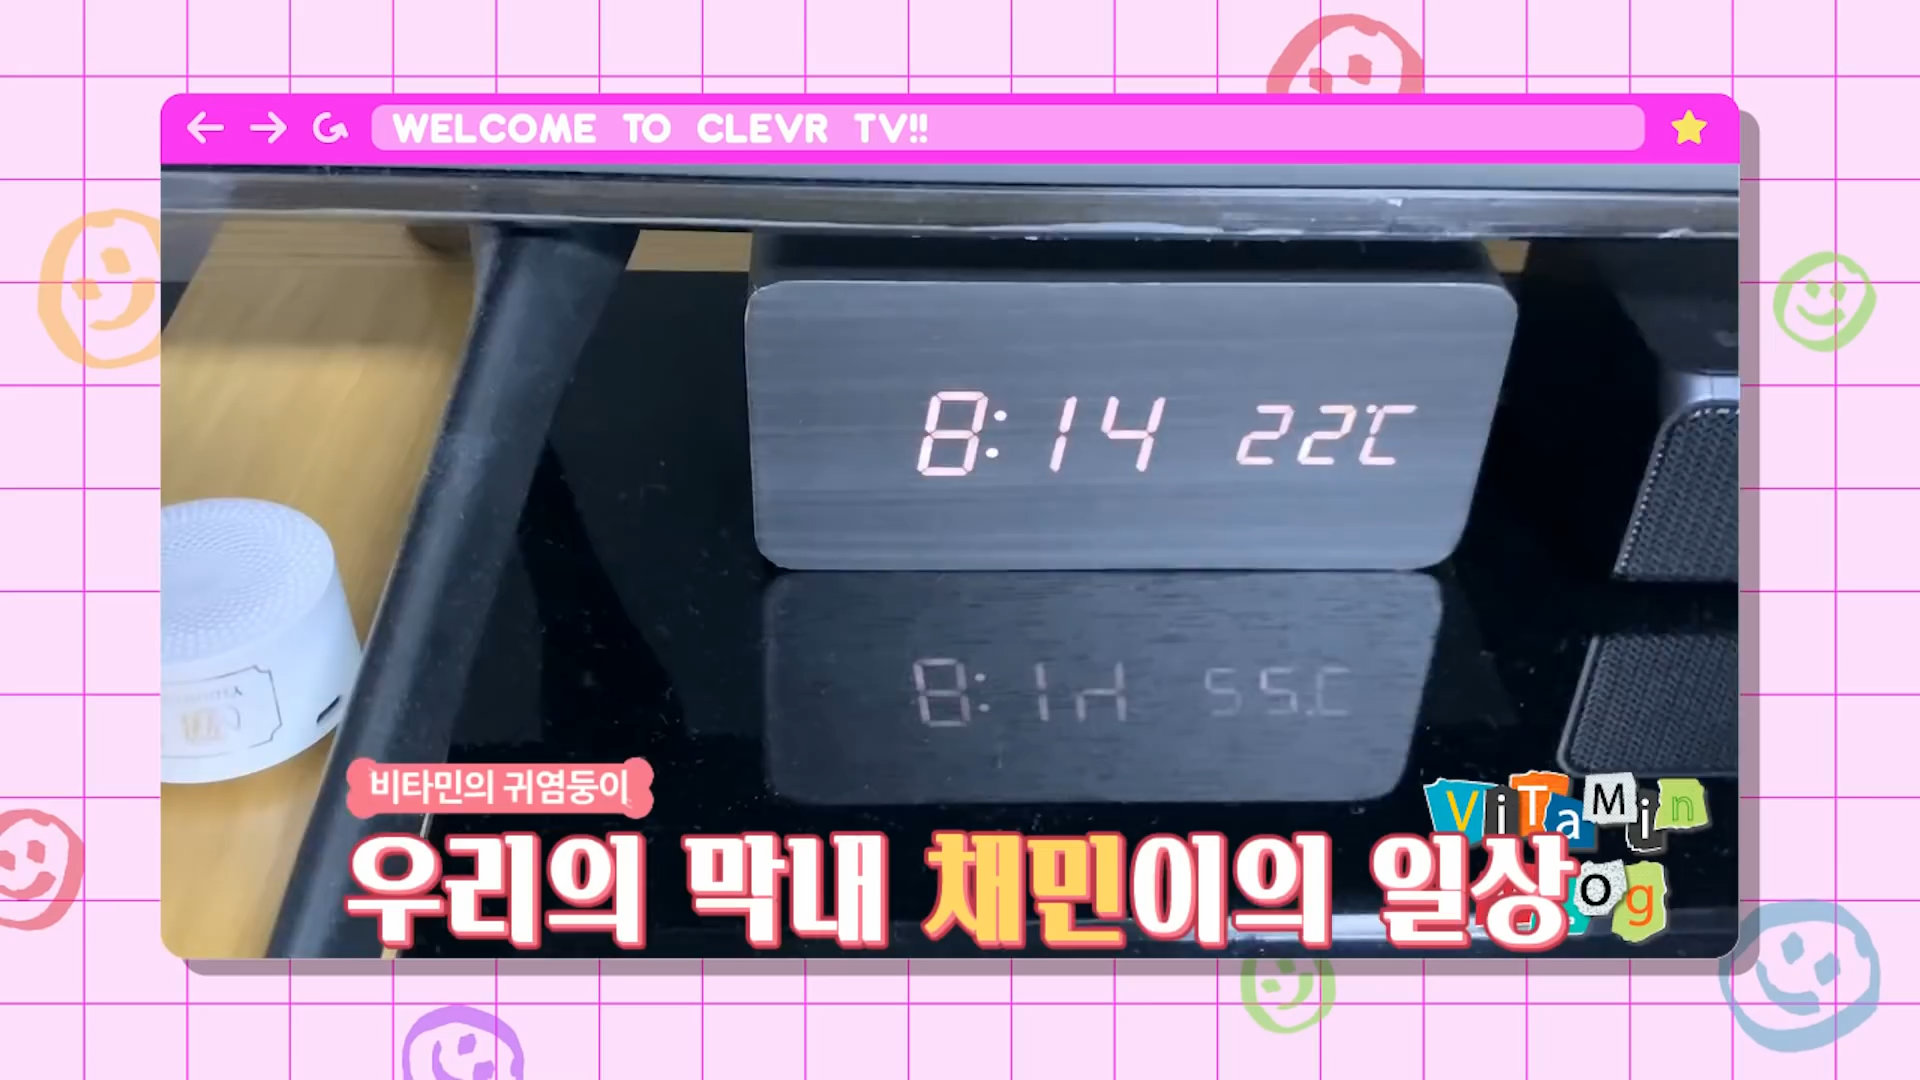 WELCOME TO CLEVR TV!!
8:14 22℃
비타민의 귀염둥이
ViTaMin
우리의 막내 채민이의 일상
og